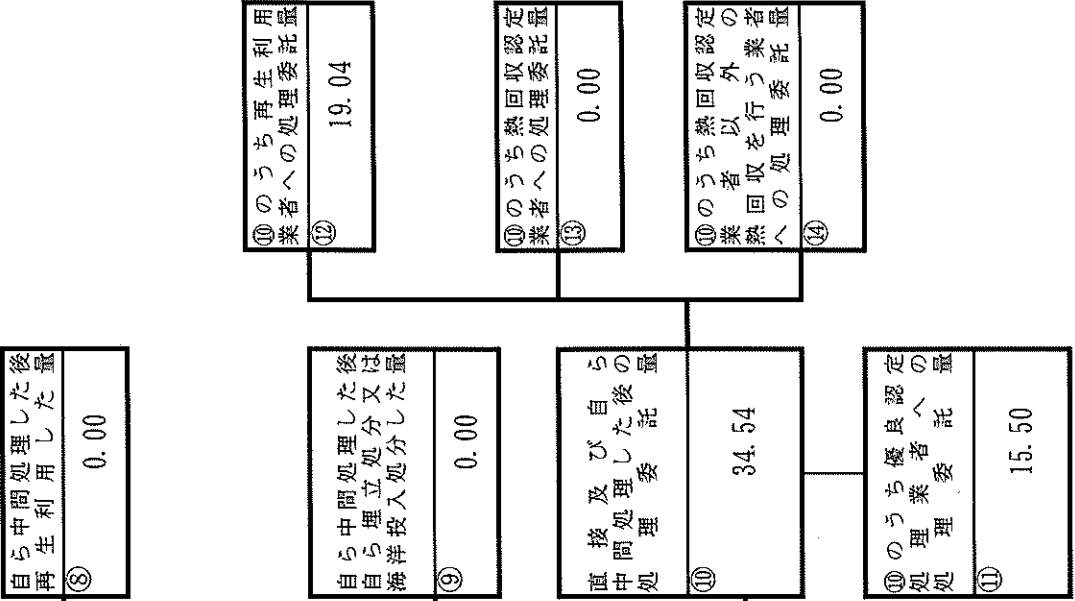 自ら中間処理した後
再生利用した量
⑧
0.00
自ら中間処理した後
自ら埋立処分又は
海洋投入処分した量
⑨
0.00
直接及び自らの
中間処理した後の
処理委託量
⑩
34.54
⑩のうち優良認定
処理業者への
処理委託量
⑪
15.50
⑩のうち再生利用
業者への処理委託量
⑫
19.04
⑩のうち熱回収認定
業者への処理委託量
⑬
0.00
⑩のうち熱回収認定
業者以外の
熱回収を行う業者
への処理委託量
⑭
0.00